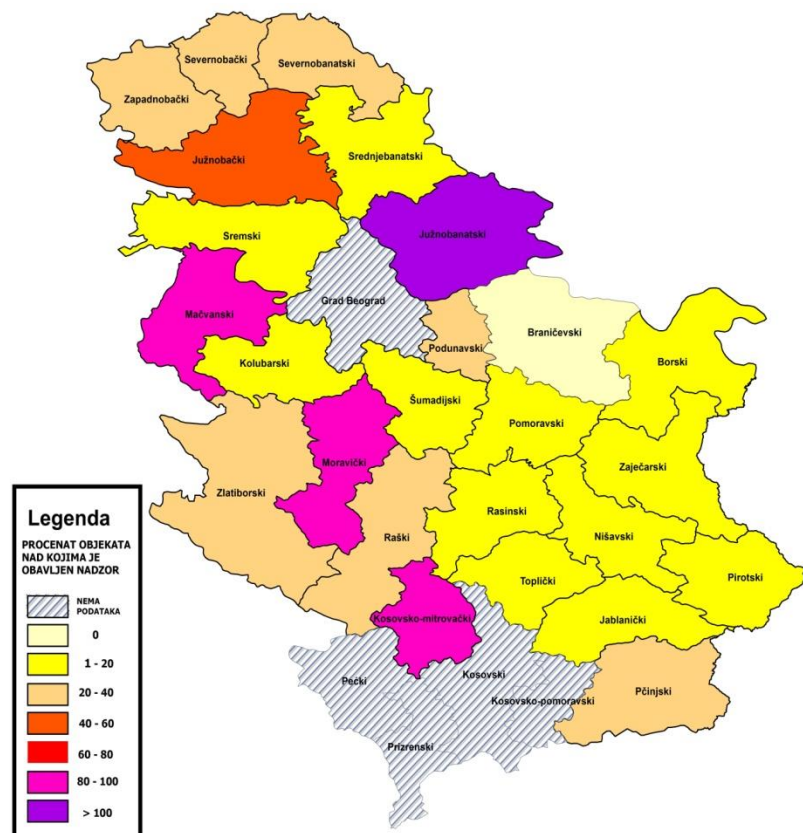 Severnobački
Severnobanatski
Zapadnobački
Južnobački
Srednjebanatski
Južnobanatski
Sremski
Grad Beograd
Mačvanski
Podunavski
Braničevski
Kolubarski
Borski
Šumadijski
Pomoravski
Moravički
Zaječarski
Zlatiborski
Raški
Rasinski
Nišavski
Toplički
Pirotski
Kosovsko-mitrovački
Jablanički
Pećki
Kosovski
Kosovsko-pomoravski
Pčinjski
Prizrenski
Legenda
PROCENAT OBJEKATA
NAD KOJIMA JE
OBAVLJEN NADZOR
NEMA
PODATAKA
0
1 - 20
20 - 40
40 - 60
60 - 80
80 - 100
> 100